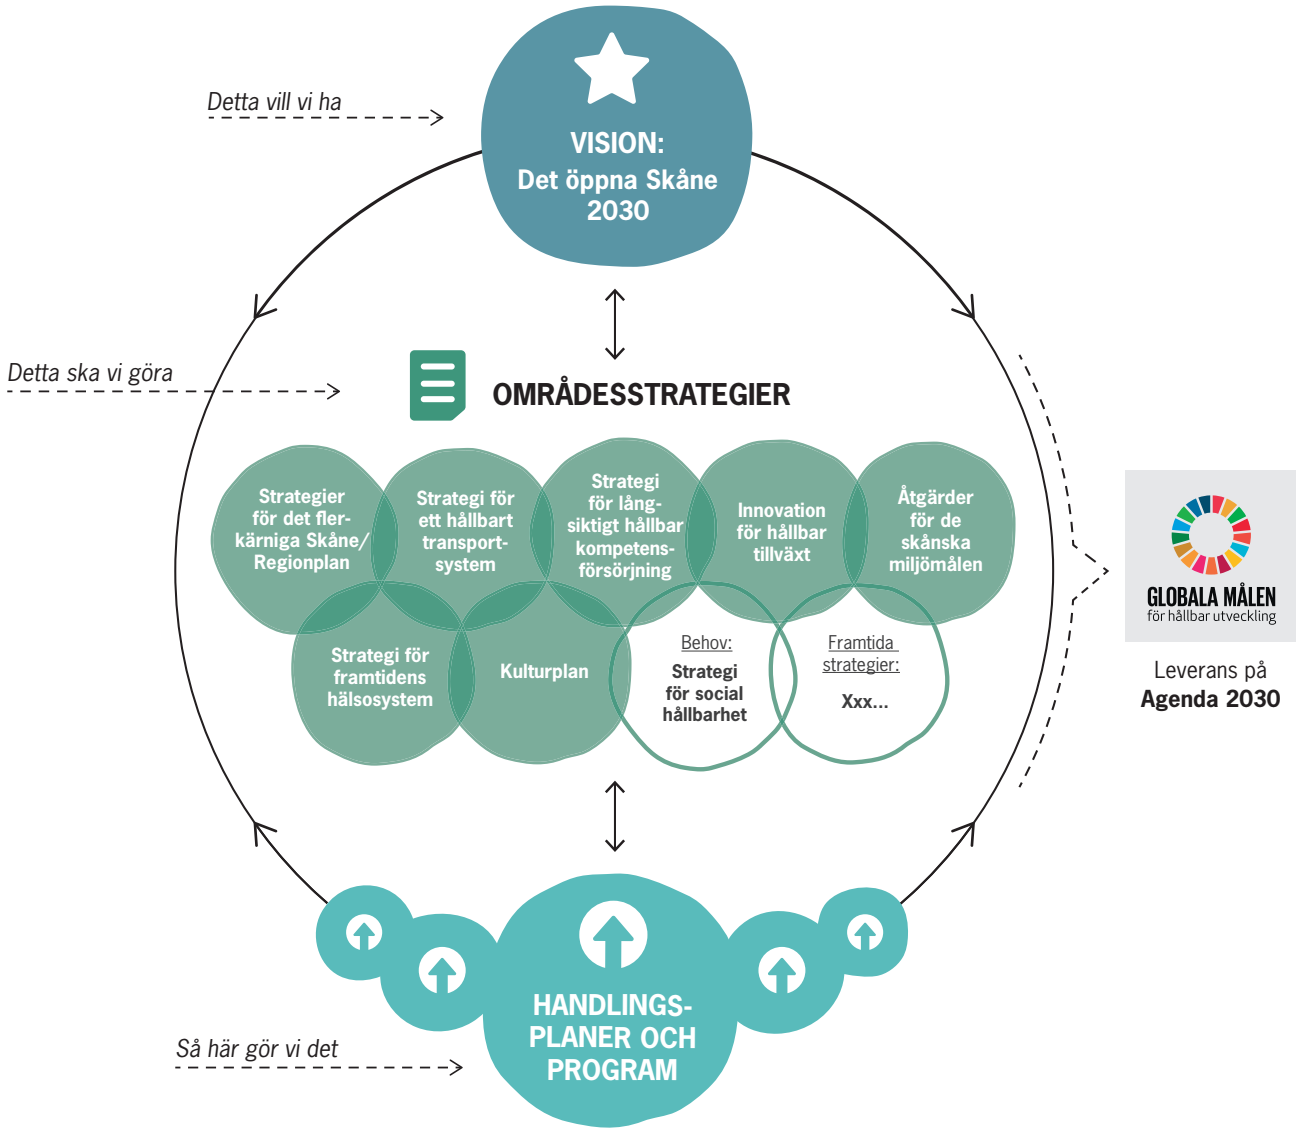 Detta vill vi ha
VISION:
Det öppna Skåne
2030
Detta ska vi göra
OMRÅDESSTRATEGIER
Strategier
för det fler-
kärniga Skåne/
Regionplan
Strategi för
ett hållbart
transport-
system
Strategi
för lång-
siktigt hållbar
kompetens-
försörjning
Innovation
för hållbar
tillväxt
Åtgärder
för de
skånska
miljömålen
Strategi för
framtidens
hälsosystem
Kulturplan
Behov:
Strategi
för social
hållbarhet
Framtida
strategier:
Xxx...
GLOBALA MÅLEN
för hållbar utveckling
Leverans på
Agenda 2030
HANDLINGS-
PLANER OCH
PROGRAM
Så här gör vi det